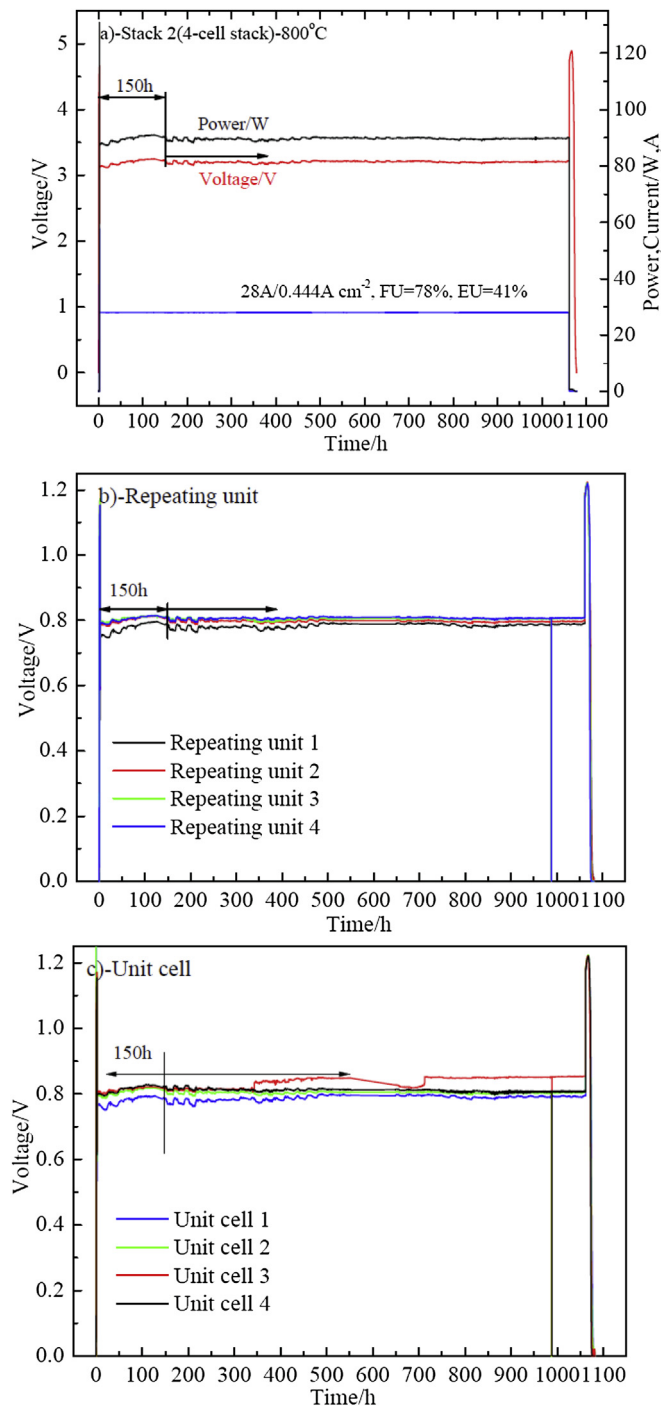 a)-Stack 2(4-cell stack)-800°C
5
4
3
2
1
0
Voltage/V
120
100
80
60
40
20
0
Power,Current/W,A
150h
Power/W
Voltage/V
28A/0.444A cm⁻², FU=78%, EU=41%
0 100 200 300 400 500 600 700 800 900 1000 1100
Time/h
b)-Repeating unit
1.2
1.0
0.8
0.6
0.4
0.2
0.0
Voltage/V
150h
Repeating unit 1
Repeating unit 2
Repeating unit 3
Repeating unit 4
0 100 200 300 400 500 600 700 800 900 1000 1100
Time/h
c)-Unit cell
1.2
1.0
0.8
0.6
0.4
0.2
0.0
Voltage/V
150h
Unit cell 1
Unit cell 2
Unit cell 3
Unit cell 4
0 100 200 300 400 500 600 700 800 900 1000 1100
Time/h